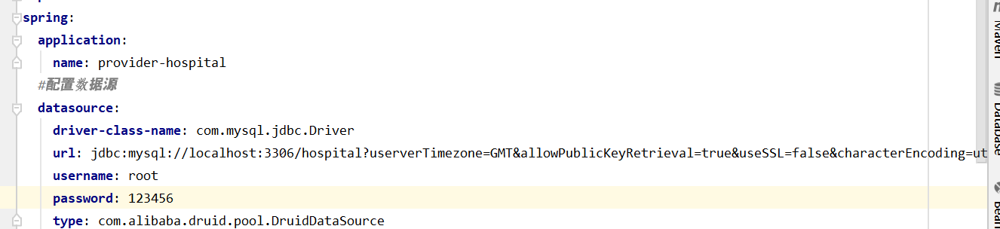 spring:
application:
name: provider-hospital
#配置数据源
datasource:
driver-class-name: com.mysql.jdbc.Driver
url: jdbc:mysql://localhost:3306/hospital?userverTimezone=GMT&allowPublicKeyRetrieval=true&useSSL=false&characterEncoding=ut
username: root
password: 123456
type: com.alibaba.druid.pool.DruidDataSource
Maven
Database
Bean